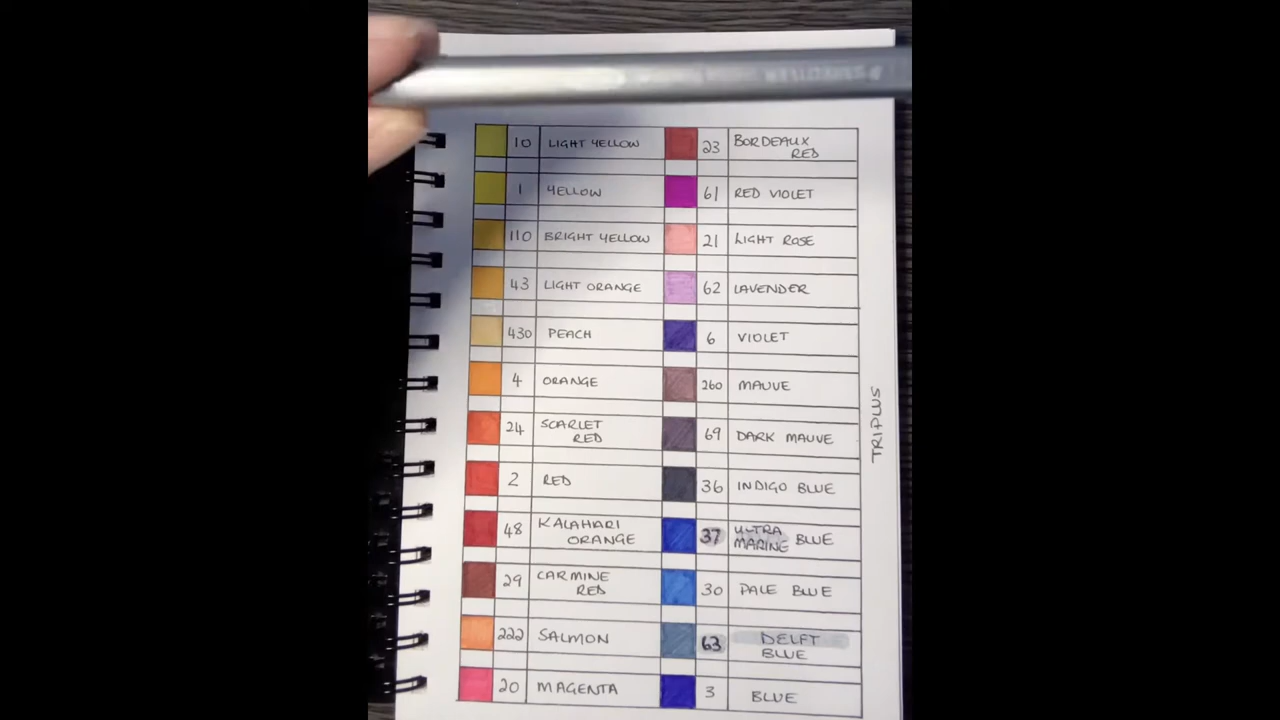 10 LIGHT YELLOW 23 BORDEAUX
RED
1 YELLOW 61 RED VIOLET
110 BRIGHT YELLOW 21 LIGHT ROSE
43 LIGHT ORANGE 62 LAVENDER
430 PEACH 6 VIOLET
4 ORANGE 260 MAUVE
24 SCARLET
RED
69 DARK MAUVE
2 RED 36 INDIGO BLUE
48 KALAHARI
ORANGE
37 ULTRA
MARINE BLUE
29 CARMINE
RED
30 PALE BLUE
222 SALMON 63 DELFT
BLUE
20 MAGENTA 3 BLUE
TRIPLUS